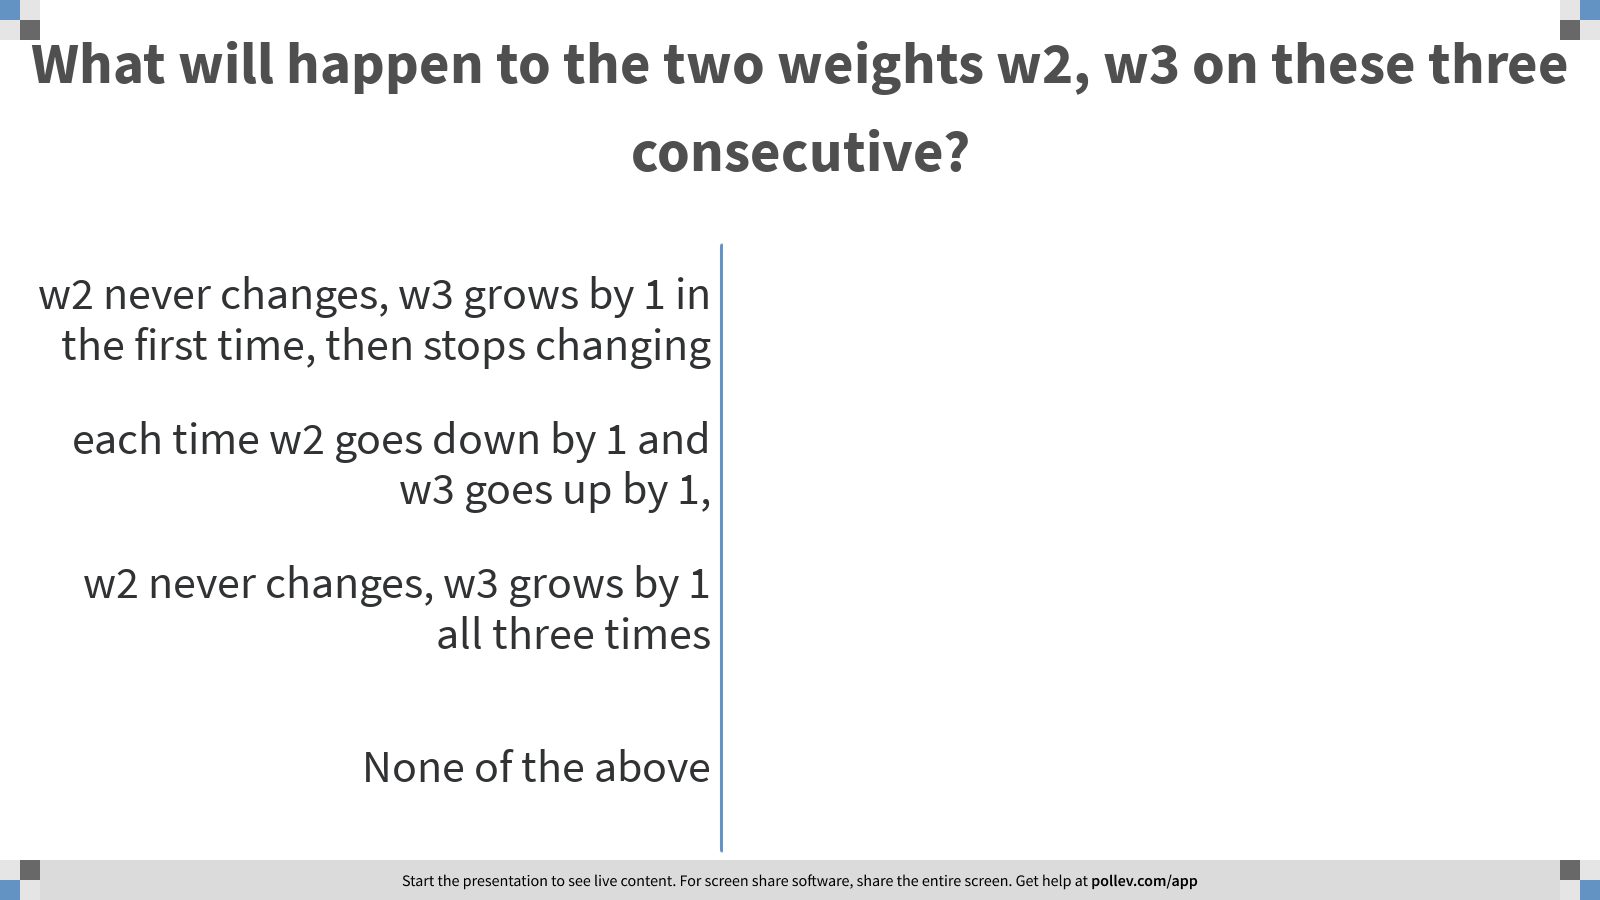 What will happen to the two weights w2, w3 on these three
consecutive?
w2 never changes, w3 grows by 1 in
the first time, then stops changing
each time w2 goes down by 1 and
w3 goes up by 1,
w2 never changes, w3 grows by 1
all three times
None of the above
Start the presentation to see live content. For screen share software, share the entire screen. Get help at pollev.com/app